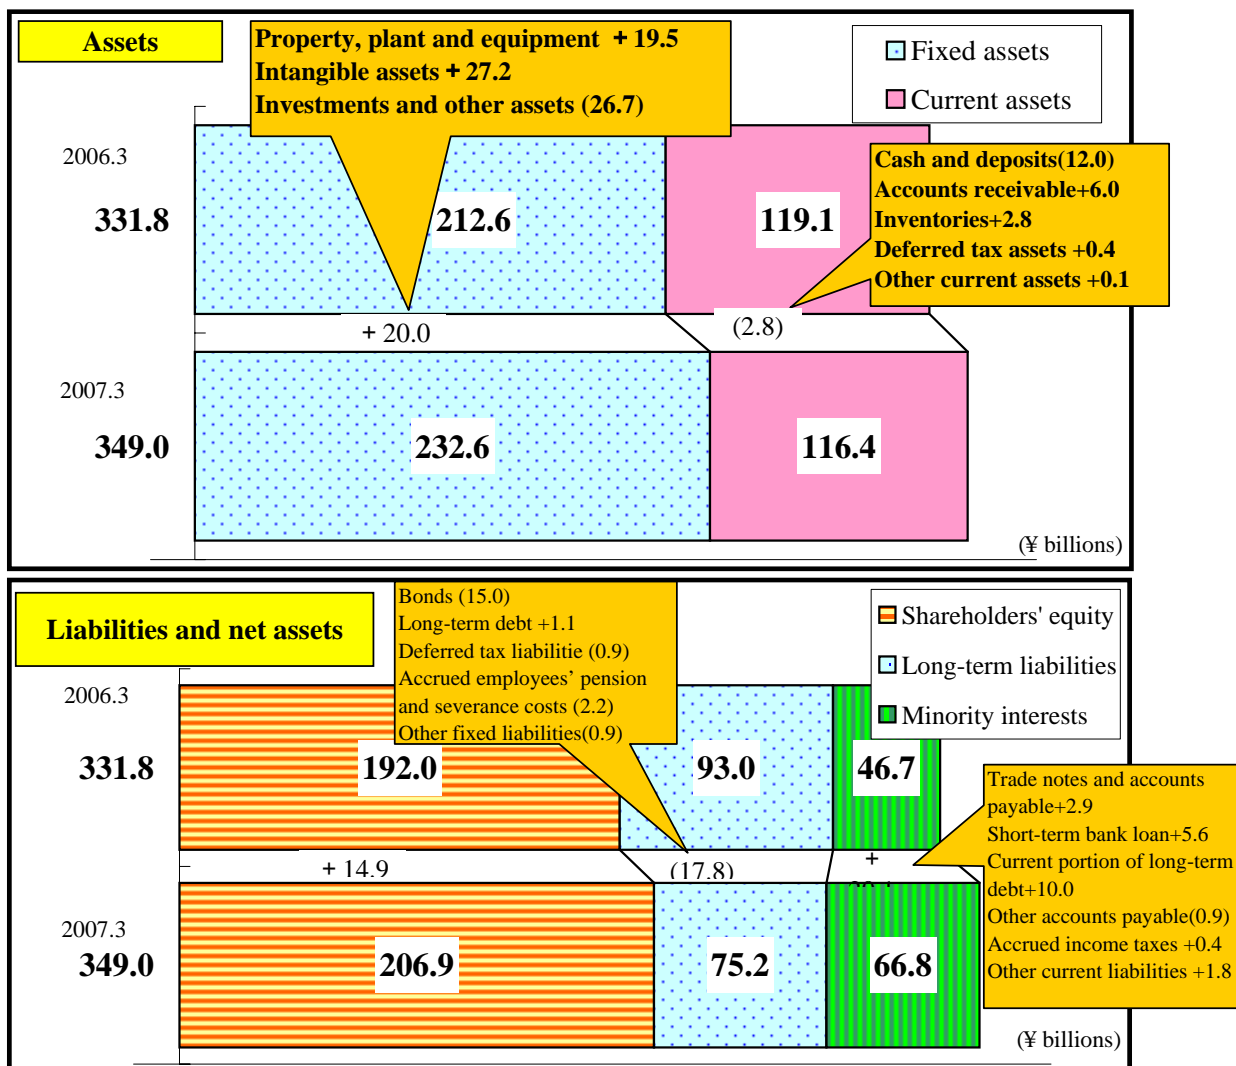 Assets
Property, plant and equipment + 19.5
Intangible assets + 27.2
Investments and other assets (26.7)
Fixed assets
Current assets
2006.3
331.8
212.6
119.1
Cash and deposits(12.0)
Accounts receivable+6.0
Inventories+2.8
Deferred tax assets +0.4
Other current assets +0.1
+ 20.0
(2.8)
2007.3
349.0
232.6
116.4
(¥ billions)
Liabilities and net assets
Bonds (15.0)
Long-term debt +1.1
Deferred tax liabilitie (0.9)
Accrued employees' pension
and severance costs (2.2)
Other fixed liabilities(0.9)
Shareholders' equity
Long-term liabilities
Minority interests
2006.3
331.8
192.0
93.0
46.7
Trade notes and accounts
payable+2.9
Short-term bank loan+5.6
Current portion of long-term
debt+10.0
Other accounts payable(0.9)
Accrued income taxes +0.4
Other current liabilities +1.8
+ 14.9
(17.8)
+
2007.3
349.0
206.9
75.2
66.8
(¥ billions)